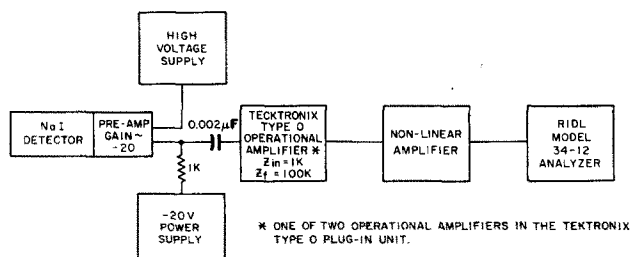 HIGH
VOLTAGE
SUPPLY
NaI
DETECTOR
PRE-AMP
GAIN~
-20
0.002μF
1K
-20V
POWER
SUPPLY
TECKTRONIX
TYPE O
OPERATIONAL
AMPLIFIER *
Zin = 1K
Zf = 100K
NON-LINEAR
AMPLIFIER
RIDL
MODEL
34-12
ANALYZER
* ONE OF TWO OPERATIONAL AMPLIFIERS IN THE TEKTRONIX
TYPE O PLUG-IN UNIT.